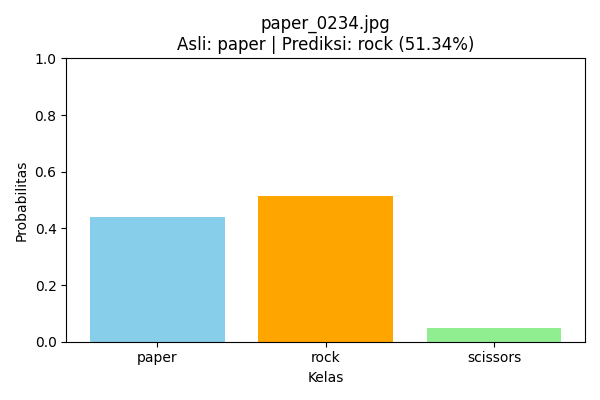 paper_0234.jpg
Asli: paper | Prediksi: rock (51.34%)
1.0
0.8
0.6
0.4
0.2
0.0
Probabilitas
paper rock scissors
Kelas